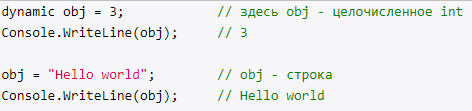 dynamic obj = 3;            // здесь obj - целочисленное int
Console.WriteLine(obj);     // 3
obj = "Hello world";        // obj - строка
Console.WriteLine(obj);     // Hello world